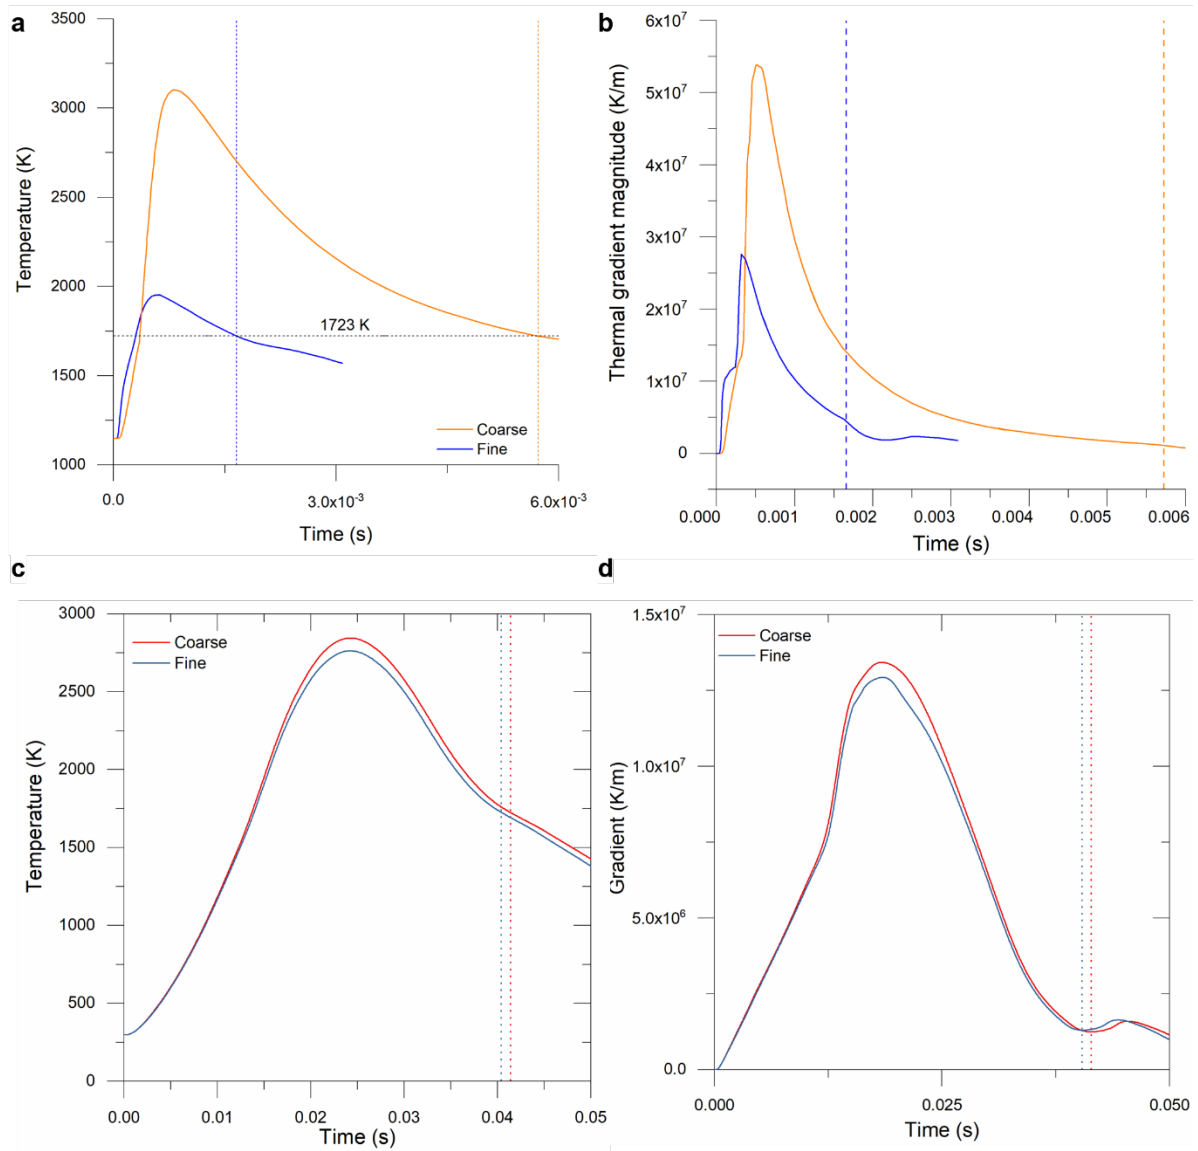 a
3500
3000
2500
2000
1500
1000
Temperature (K)
1723 K
Coarse
Fine
0.0
3.0x10⁻³
6.0x10⁻³
Time (s)
b
6x10⁷
5x10⁷
4x10⁷
3x10⁷
2x10⁷
1x10⁷
0
Thermal gradient magnitude (K/m)
0.000 0.001 0.002 0.003 0.004 0.005 0.006
Time (s)
c
3000
2500
2000
1500
1000
500
0
Temperature (K)
Coarse
Fine
0.00 0.01 0.02 0.03 0.04 0.05
Time (s)
d
1.5x10⁷
1.0x10⁷
5.0x10⁶
0.0
Gradient (K/m)
Coarse
Fine
0.000 0.025 0.050
Time (s)